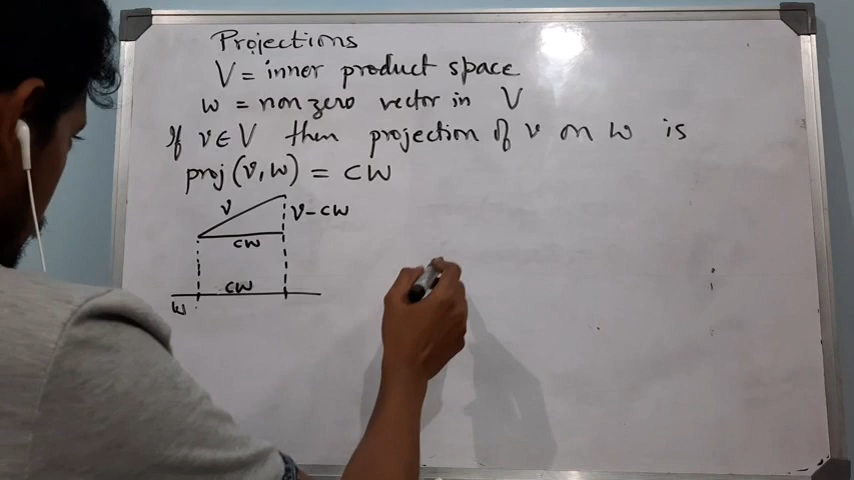 Projections
V = inner product space
w = nonzero vector in V
If v ∈ V then projection of v on w is
proj (v, w) = cw
v
v - cw
cw
cw
w